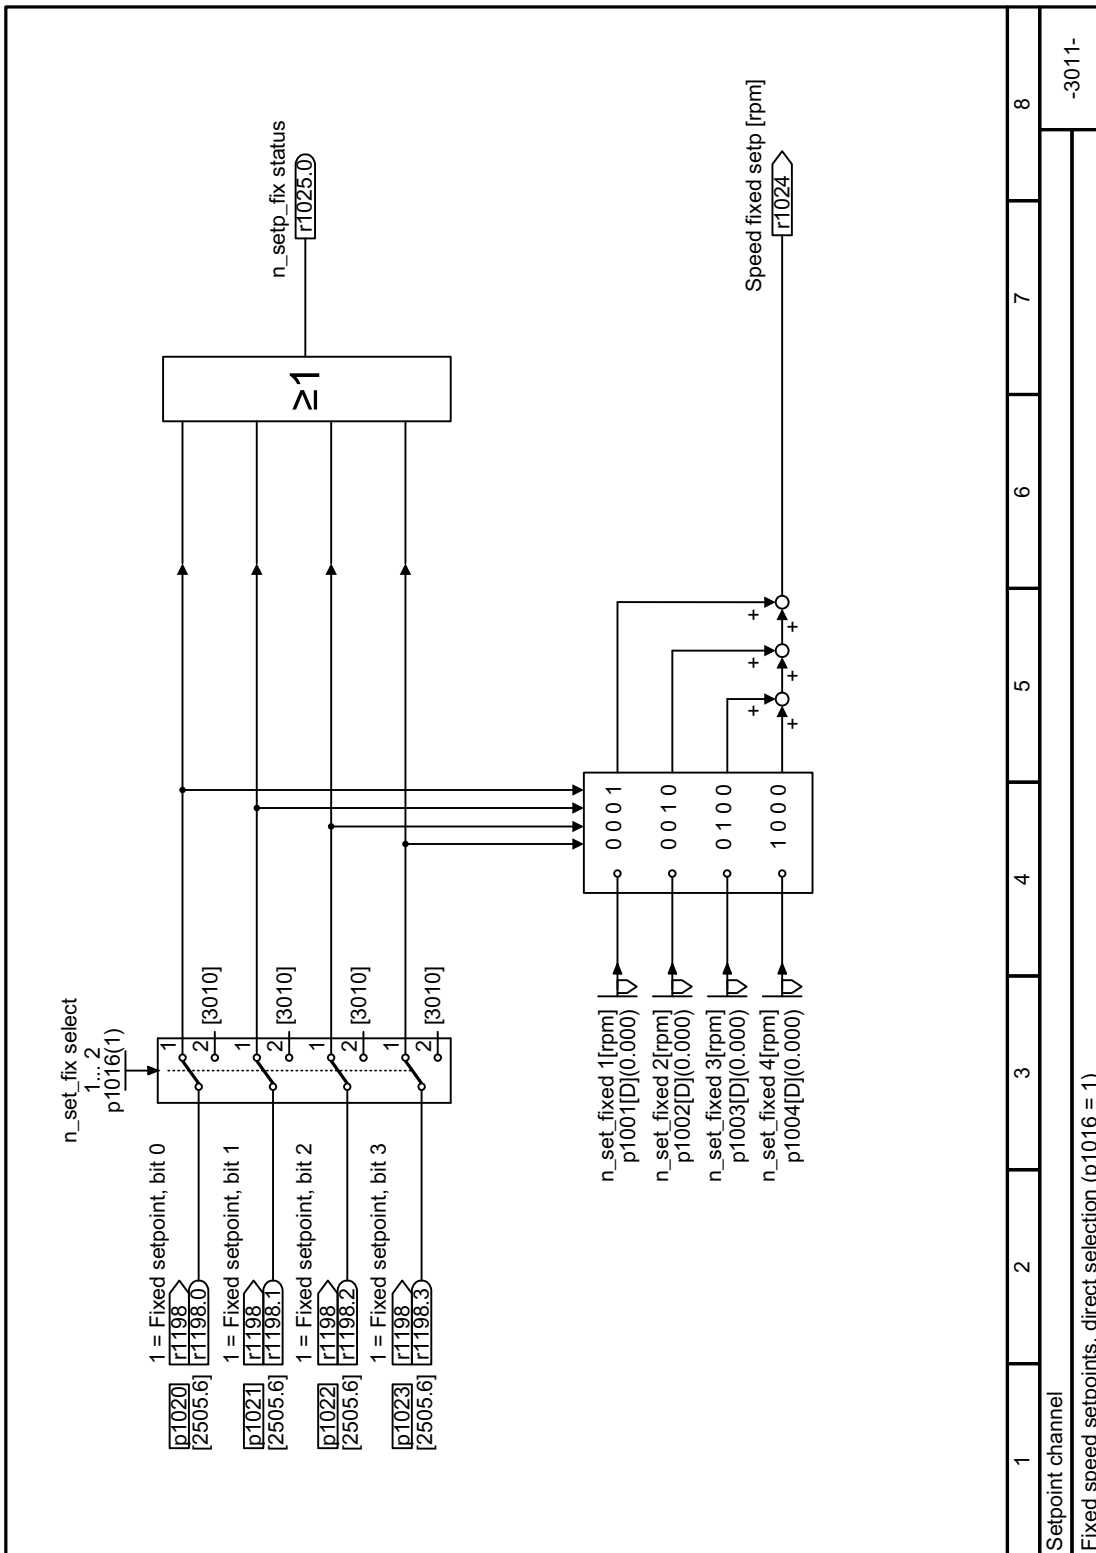 n_set_fix select
1... 2
p1016(1)
1 = Fixed setpoint, bit 0
p1020 r1198
[2505.6] r1198.0
1
2 [3010]
1 = Fixed setpoint, bit 1
p1021 r1198
[2505.6] r1198.1
1
2 [3010]
1 = Fixed setpoint, bit 2
p1022 r1198
[2505.6] r1198.2
1
2 [3010]
1 = Fixed setpoint, bit 3
p1023 r1198
[2505.6] r1198.3
1
2 [3010]
≥1
n_setp_fix status
r1025.0
n_set_fixed 1[rpm]
p1001[D](0.000)
0 0 0 1
n_set_fixed 2[rpm]
p1002[D](0.000)
0 0 1 0
n_set_fixed 3[rpm]
p1003[D](0.000)
0 1 0 0
n_set_fixed 4[rpm]
p1004[D](0.000)
1 0 0 0
+ + +
+ + +
Speed fixed setp [rpm]
r1024
1 2 3 4 5 6 7 8
Setpoint channel
-3011-
Fixed speed setpoints, direct selection (p1016 = 1)